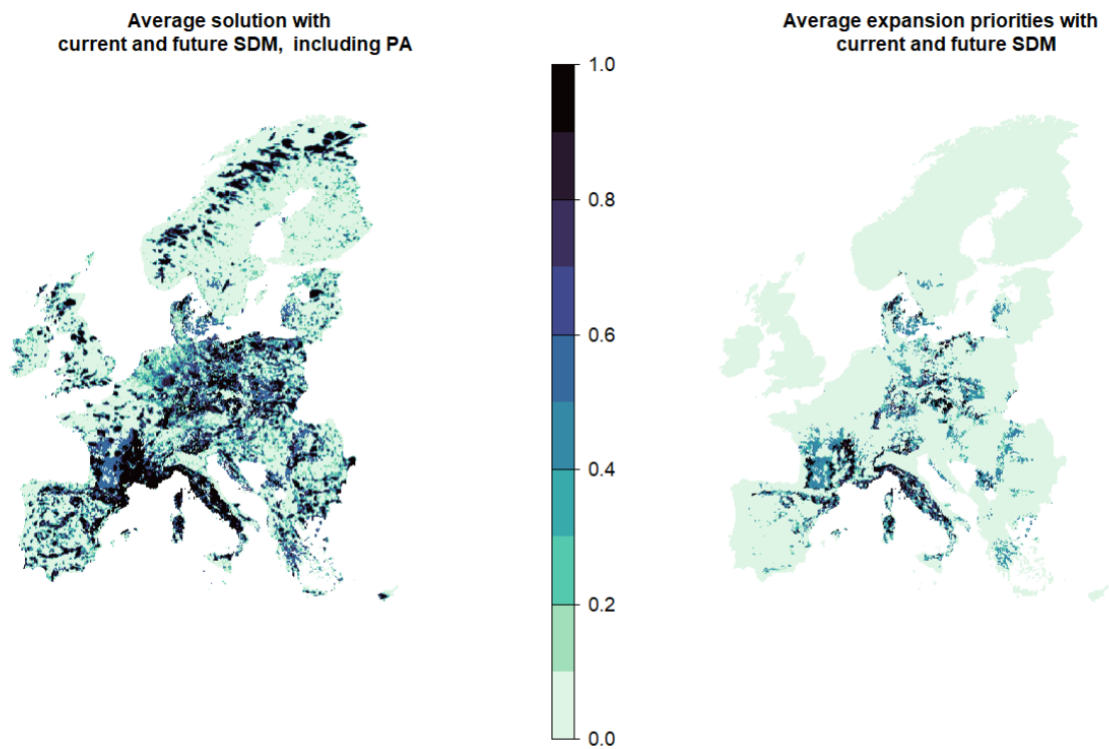 Average solution with
current and future SDM, including PA
Average expansion priorities with
current and future SDM
1.0
0.8
0.6
0.4
0.2
0.0